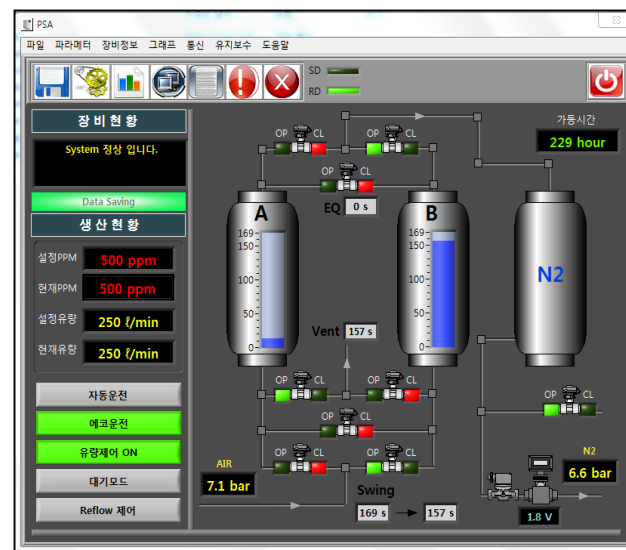 PSA
파일 파라메터 장비정보 그래프 통신 유지보수 도움말
SD
RD
장 비 현 황
System 정상 입니다.
Data Saving
생 산 현 황
설정PPM 500 ppm
현재PPM 500 ppm
설정유량 250 ℓ/min
현재유량 250 ℓ/min
자동운전
에코운전
유량제어 ON
대기모드
Reflow 제어
가동시간
229 hour
OP CL
OP CL
OP CL
EQ 0 s
A
169
150
100
50
0
B
169
150
100
50
0
N2
Vent 157 s
OP CL
OP CL
OP CL
OP CL
OP CL
OP CL
AIR
7.1 bar
Swing
169 s 157 s
N2
6.6 bar
1.8 V